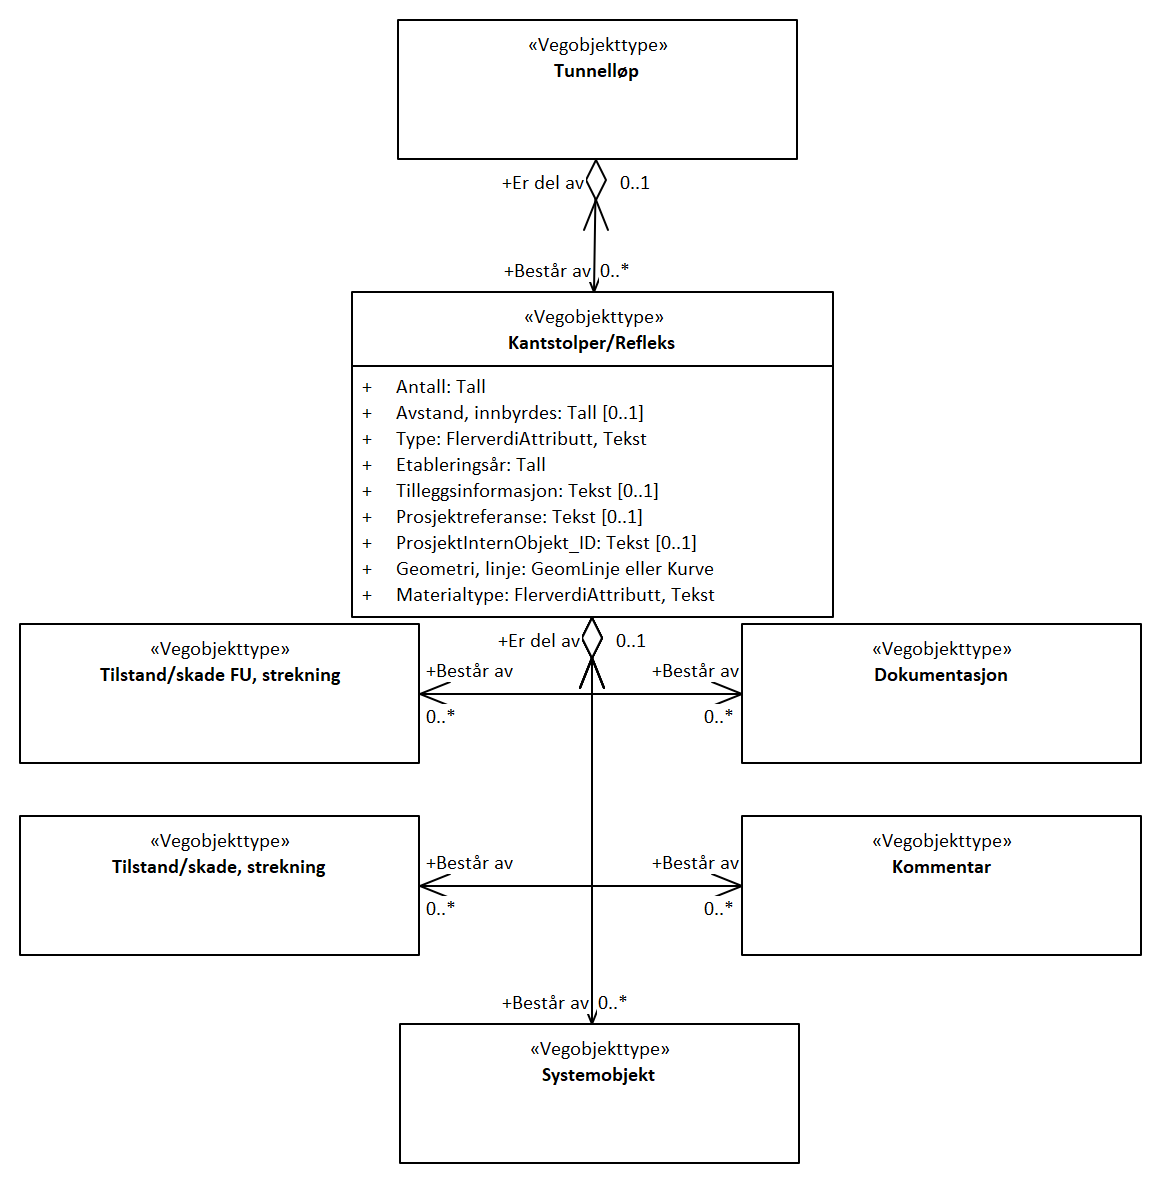 «Vegobjekttype»
Tunnelløp
+Er del av 0..1
+Består av 0..*
«Vegobjekttype»
Kantstolper/Refleks
+ Antall: Tall
+ Avstand, innbyrdes: Tall [0..1]
+ Type: FlerverdiAttributt, Tekst
+ Etableringsår: Tall
+ Tilleggsinformasjon: Tekst [0..1]
+ Prosjektreferanse: Tekst [0..1]
+ ProsjektInternObjekt_ID: Tekst [0..1]
+ Geometri, linje: GeomLinje eller Kurve
+ Materialtype: FlerverdiAttributt, Tekst
+Er del av 0..1
«Vegobjekttype»
Tilstand/skade FU, strekning
+Består av
0..*
«Vegobjekttype»
Dokumentasjon
+Består av
0..*
«Vegobjekttype»
Tilstand/skade, strekning
+Består av
0..*
«Vegobjekttype»
Kommentar
+Består av
0..*
+Består av 0..*
«Vegobjekttype»
Systemobjekt